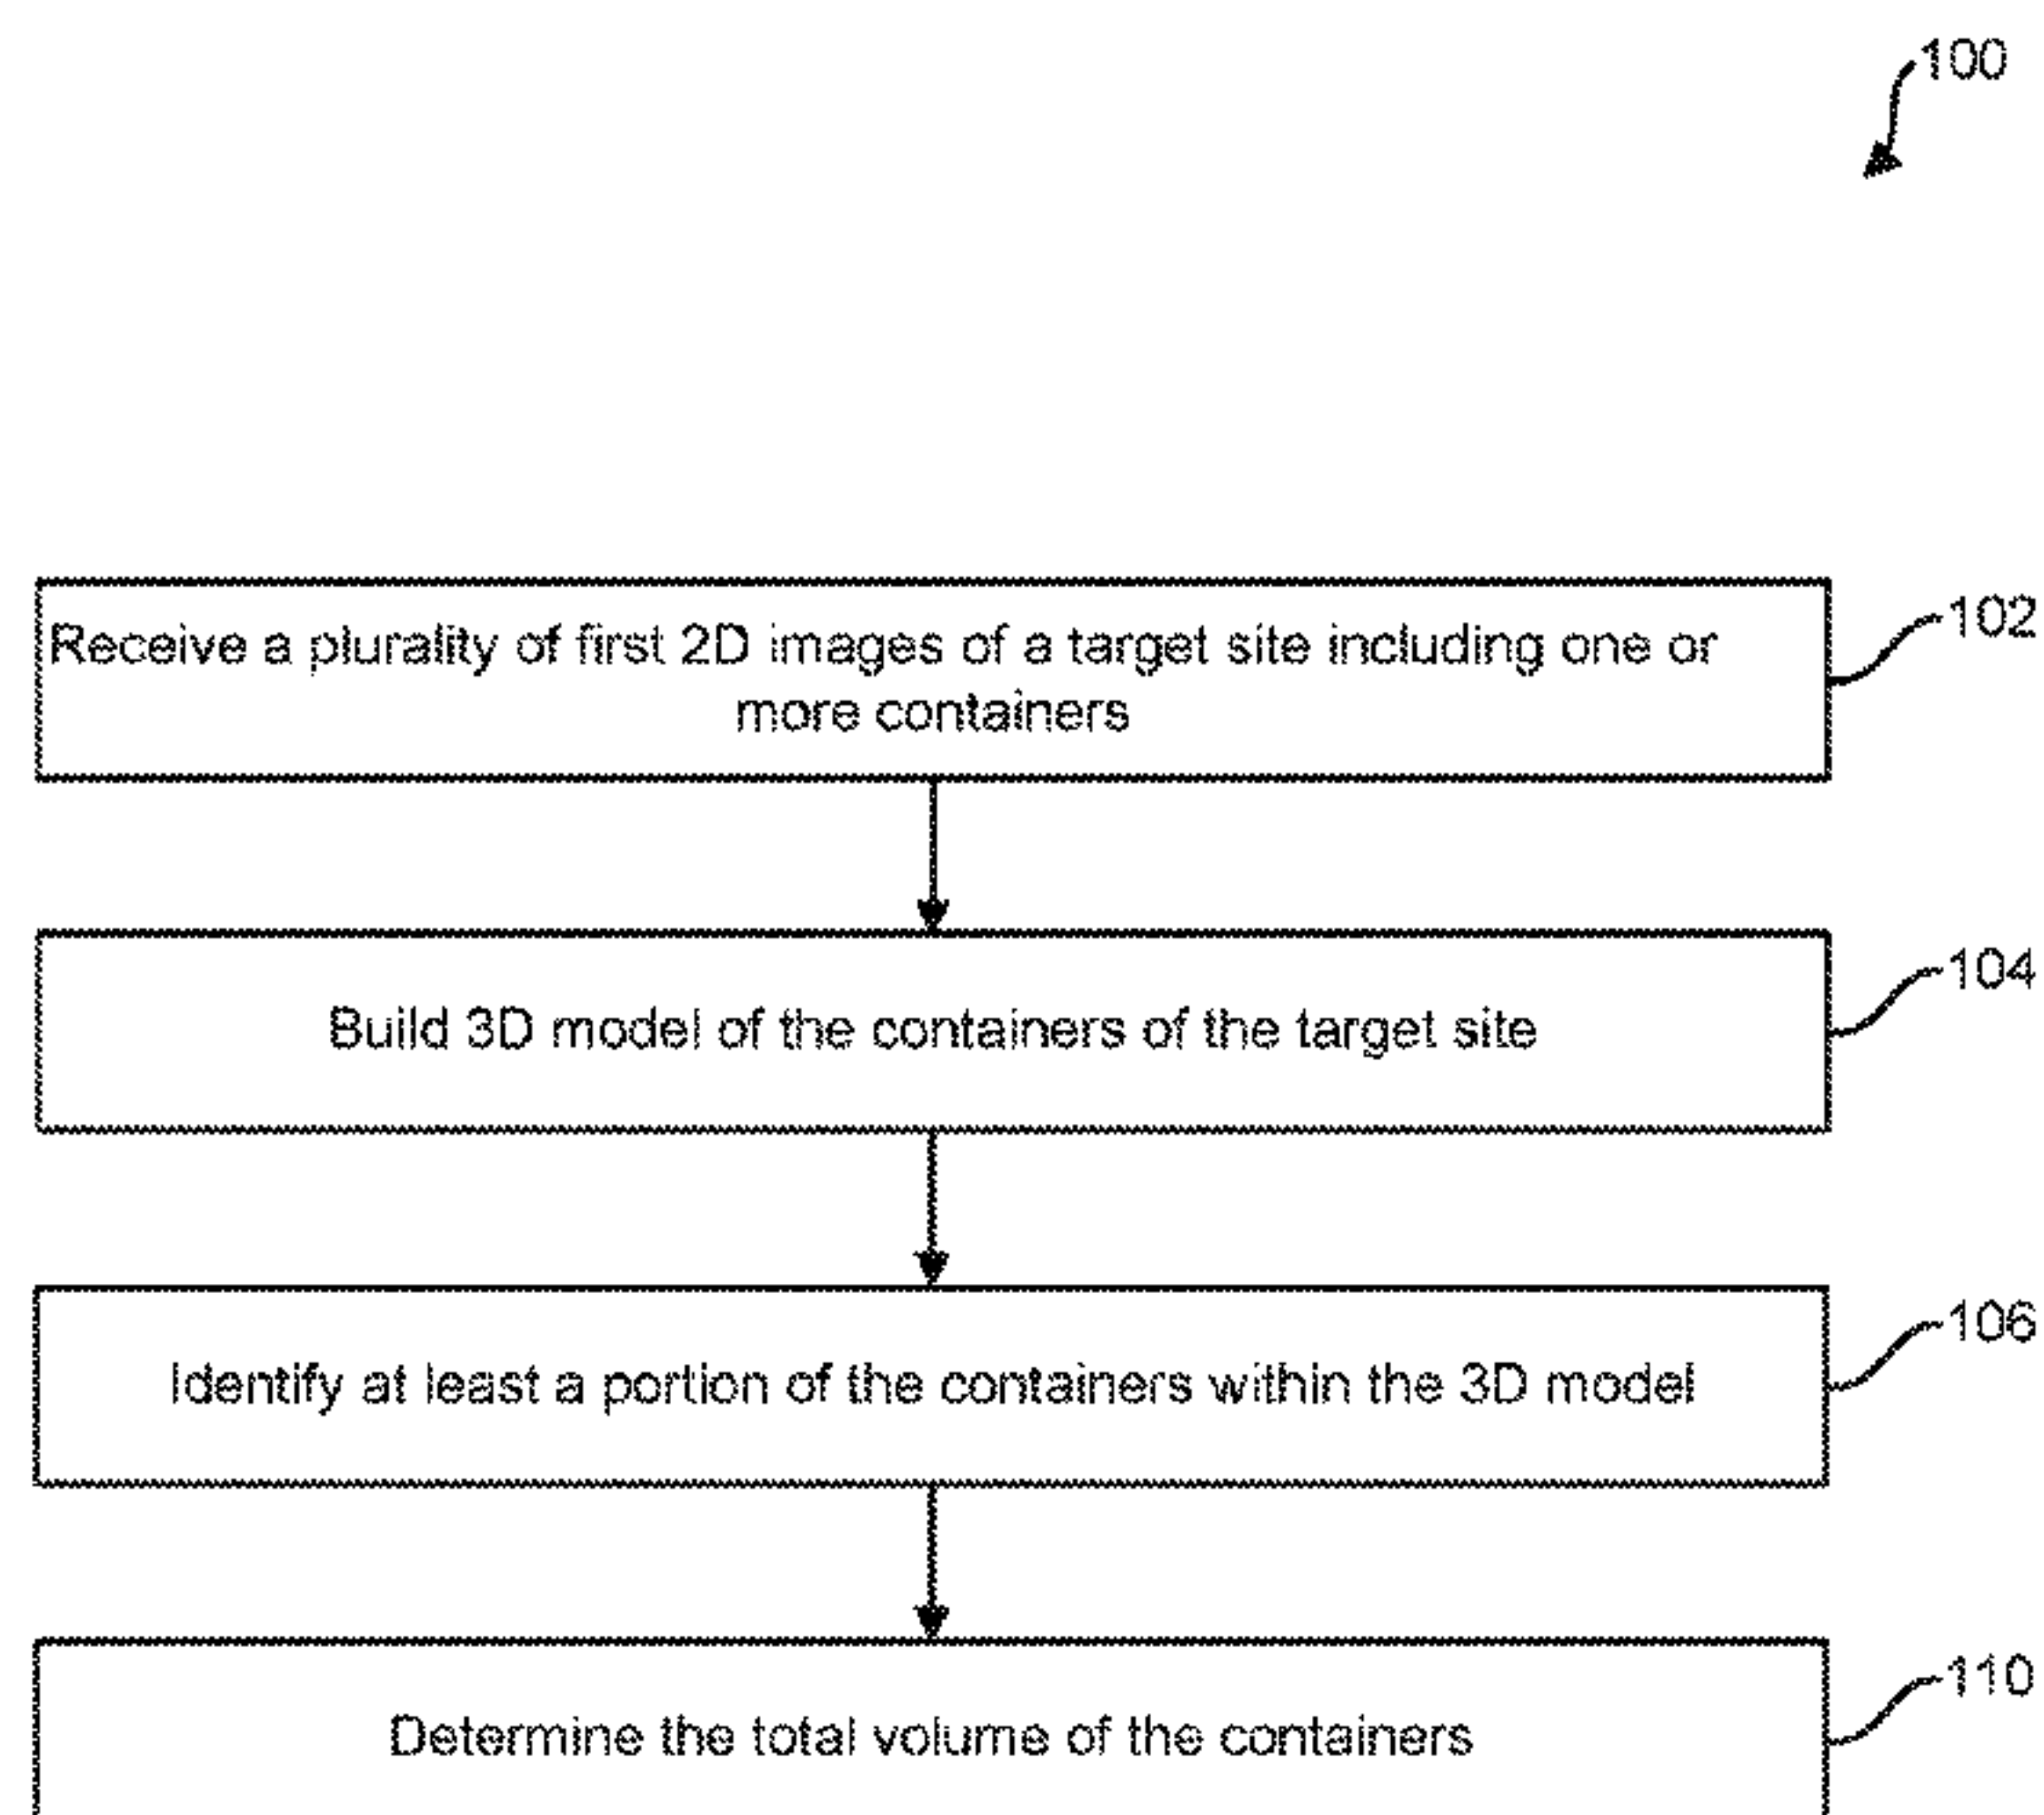 100
Receive a plurality of first 2D images of a target site including one or
more containers
102
Build 3D model of the containers of the target site
104
Identify at least a portion of the containers within the 3D model
106
Determine the total volume of the containers
110